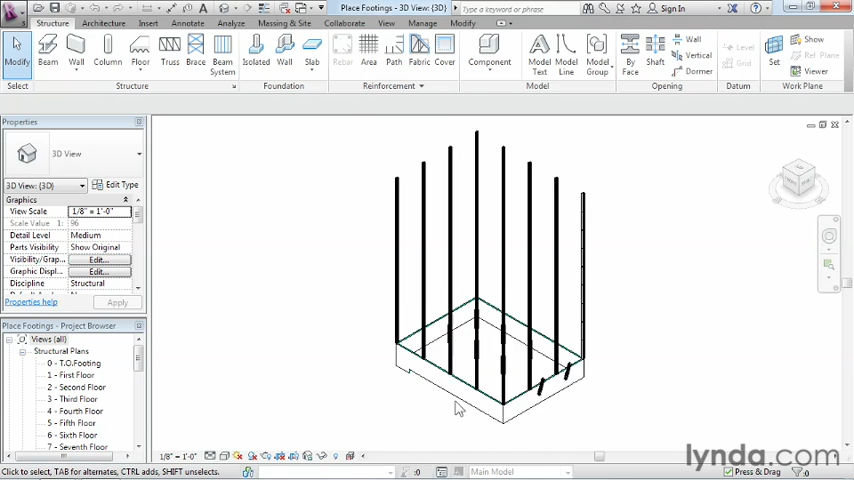 Place Footings - 3D View: {3D}
Type a keyword or phrase
Sign In
Structure Architecture Insert Annotate Analyze Massing & Site Collaborate View Manage Modify
Modify Beam Wall Column Floor Truss Brace Beam System Isolated Wall Slab Rebar Area Path Fabric Cover Component Model Text Model Line Model Group By Face Shaft Wall Vertical Dormer Level Grid Set Show Ref Plane Viewer
Select Structure Foundation Reinforcement Model Opening Datum Work Plane
Properties
3D View
3D View: {3D} Edit Type
Graphics
View Scale 1/8" = 1'-0"
Scale Value 1: 96
Detail Level Medium
Parts Visibility Show Original
Visibility/Grap... Edit...
Graphic Displ... Edit...
Discipline Structural
Properties help Apply
Place Footings - Project Browser
Views (all)
Structural Plans
0 - T.O.Footing
1 - First Floor
2 - Second Floor
3 - Third Floor
4 - Fourth Floor
5 - Fifth Floor
6 - Sixth Floor
7 - Seventh Floor
1/8" = 1'-0"
Click to select, TAB for alternates, CTRL adds, SHIFT unselects.
:0
Main Model
Press & Drag
:0
lynda.com